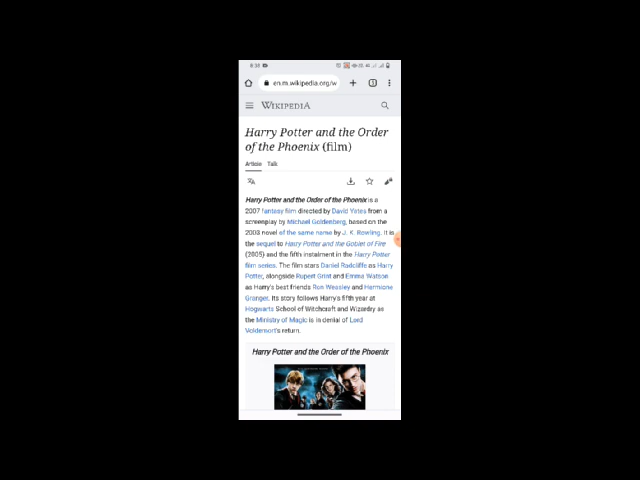 8:38
en.m.wikipedia.org/w
WIKIPEDIA
Harry Potter and the Order
of the Phoenix (film)
Article Talk
Harry Potter and the Order of the Phoenix is a
2007 fantasy film directed by David Yates from a
screenplay by Michael Goldenberg, based on the
2003 novel of the same name by J. K. Rowling. It is
the sequel to Harry Potter and the Goblet of Fire
(2005) and the fifth instalment in the Harry Potter
film series. The film stars Daniel Radcliffe as Harry
Potter, alongside Rupert Grint and Emma Watson
as Harry's best friends Ron Weasley and Hermione
Granger. Its story follows Harry's fifth year at
Hogwarts School of Witchcraft and Wizardry as
the Ministry of Magic is in denial of Lord
Voldemort's return.
Harry Potter and the Order of the Phoenix